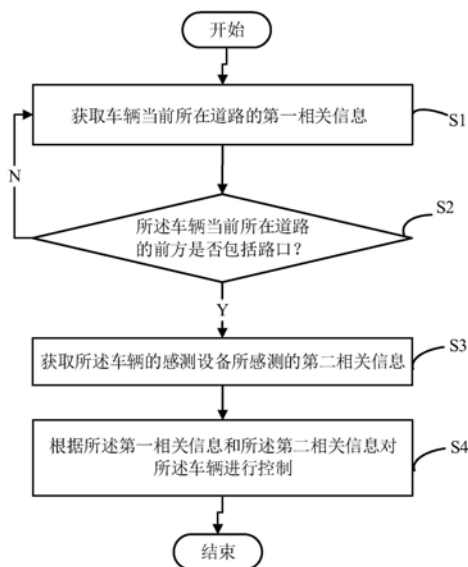 开始
获取车辆当前所在道路的第一相关信息
S1
N
所述车辆当前所在道路
的前方是否包括路口？
S2
Y
获取所述车辆的感测设备所感测的第二相关信息
S3
根据所述第一相关信息和所述第二相关信息对
所述车辆进行控制
S4
结束